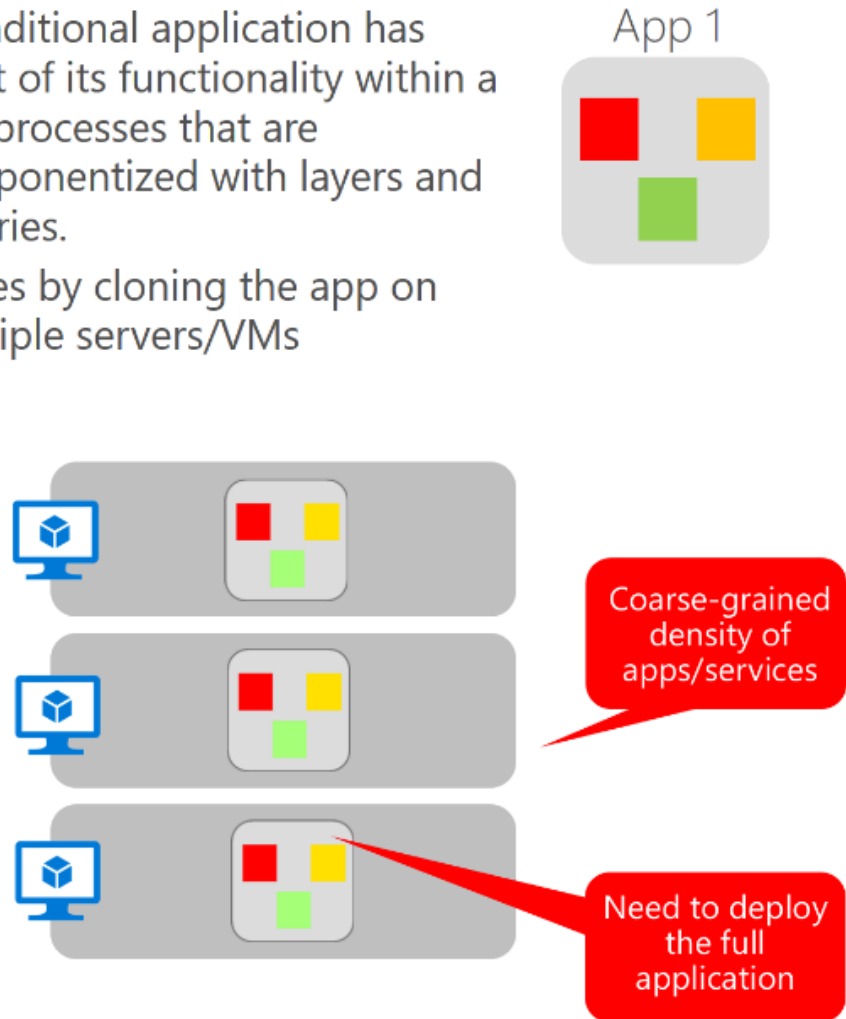 aditional application has
t of its functionality within a
processes that are
ponentized with layers and
ries.
es by cloning the app on
iple servers/VMs
App 1
Coarse-grained
density of
apps/services
Need to deploy
the full
application